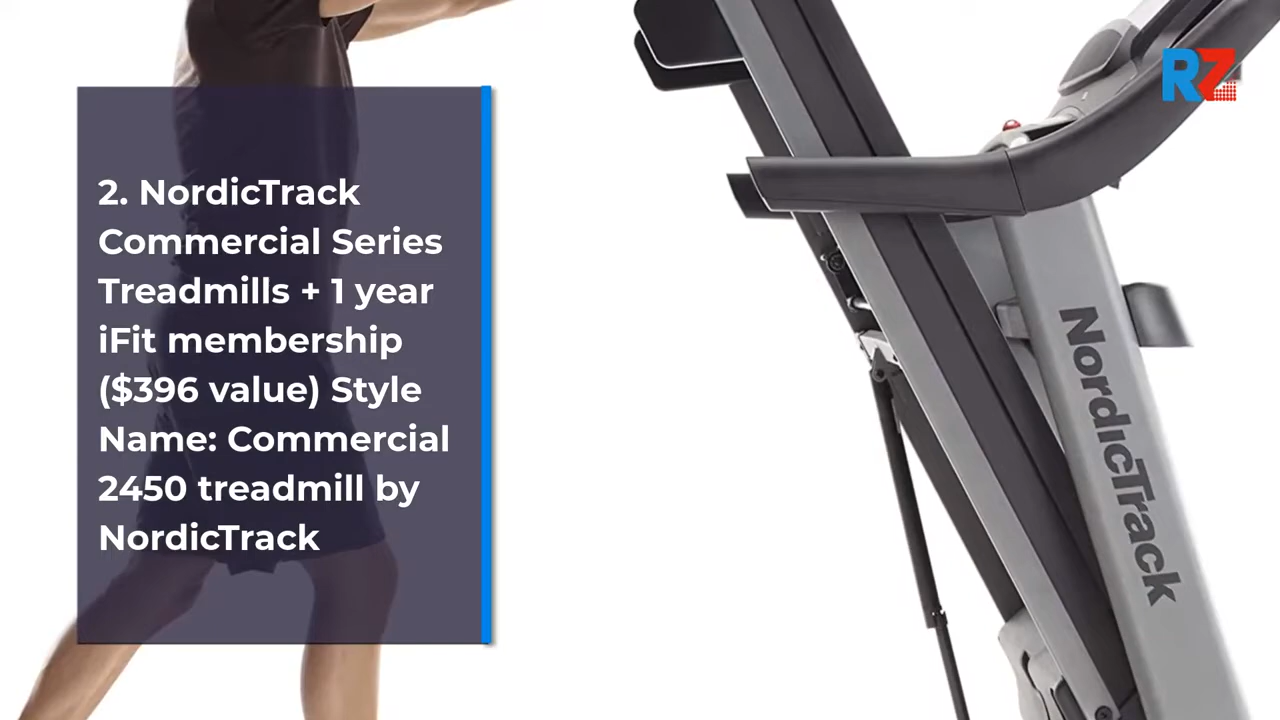 RZ
2. NordicTrack
Commercial Series
Treadmills + 1 year
iFit membership
($396 value) Style
Name: Commercial
2450 treadmill by
NordicTrack
NordicTrack